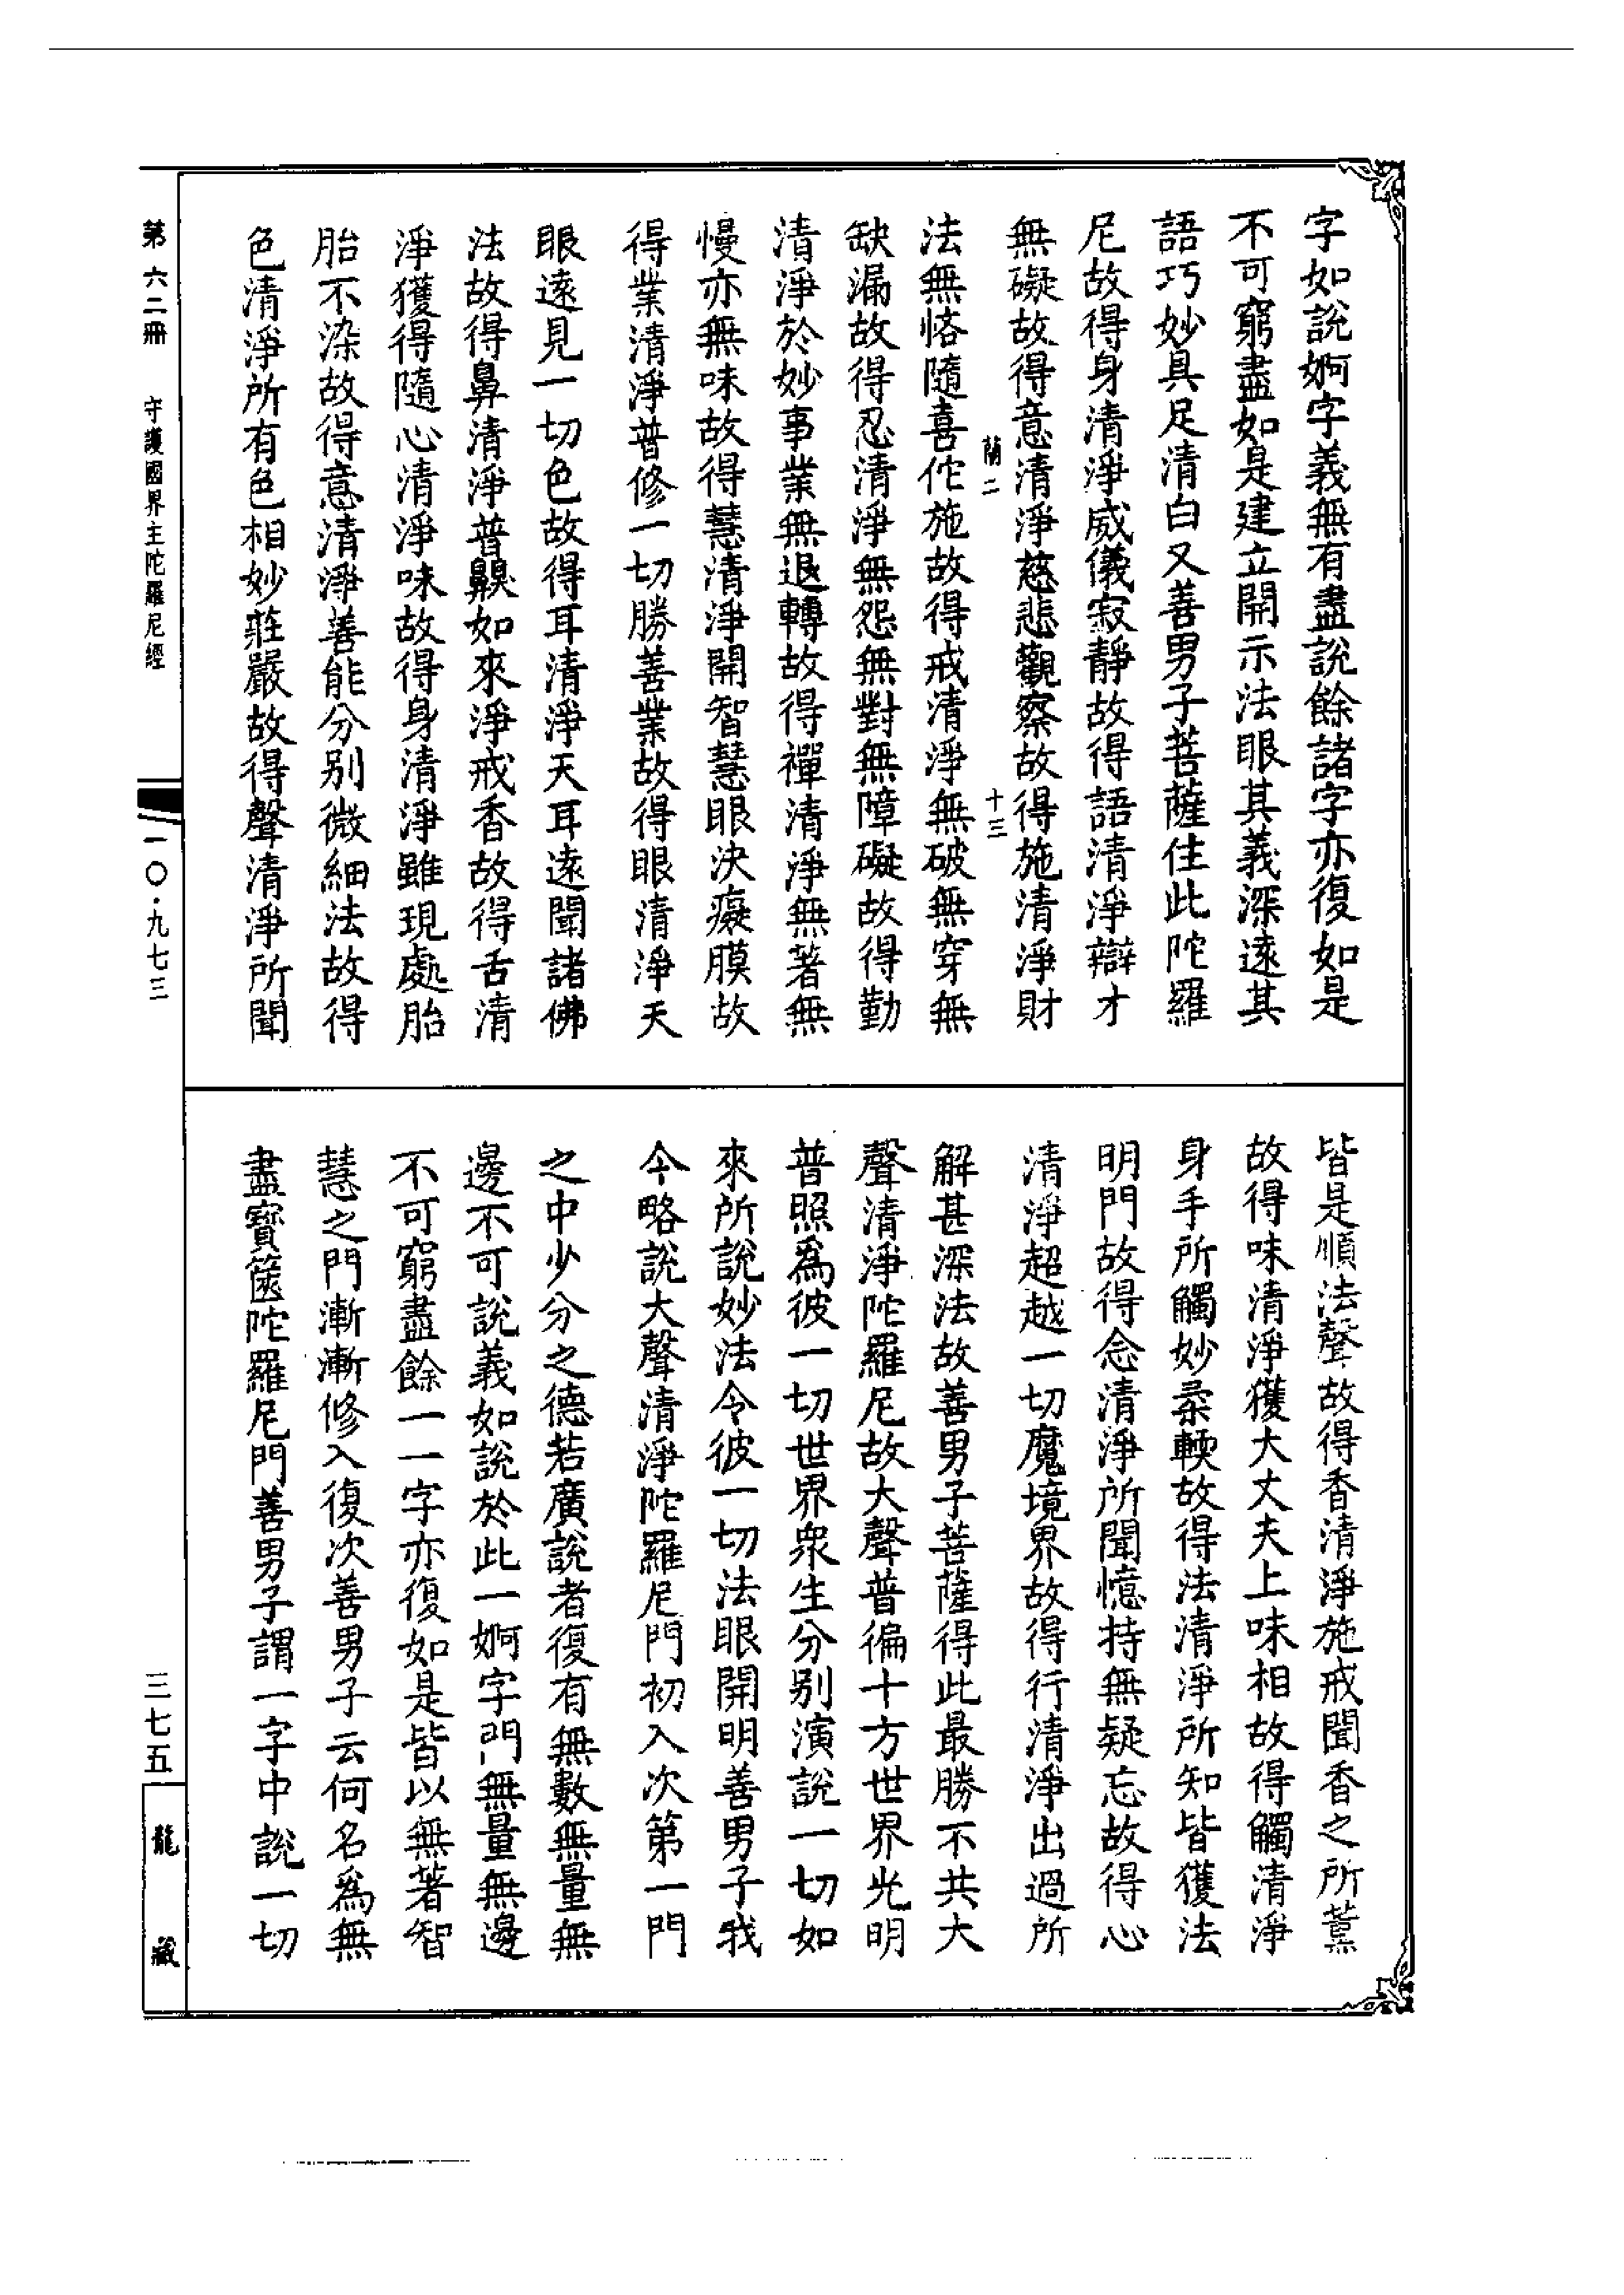 字如說婀字義無有盡說餘諸字亦復如是
不可窮盡如是建立開示法眼其義深遠其
語巧妙具足清白又善男子菩薩住此陀羅
尼故得身清淨威儀寂靜故得語清淨辯才
無礙故得意清淨慈悲觀察故得施清淨財
蘭二 十三
法無悋隨喜佗施故得戒清淨無破無穿無
缺漏故得忍清淨無怨無對無障礙故得勤
清淨於妙事業無退轉故得禪清淨無著無
慢亦無味故得慧清淨開智慧眼決癡膜故
得業清淨普修一切勝善業故得眼清淨天
眼遠見一切色故得耳清淨天耳遠聞諸佛
法故得鼻清淨普齅如來淨戒香故得舌清
淨獲得隨心清淨味故得身清淨雖現處胎
胎不染故得意清淨善能分别微細法故得
色清淨所有色相妙莊嚴故得聲清淨所聞
皆是順法聲故得香清淨施戒聞香之所薰
故得味清淨獲大丈夫上味相故得觸清淨
身手所觸妙柔輭故得法清淨所知皆獲法
明門故得念清淨所聞憶持無疑忘故得心
清淨超越一切魔境界故得行清淨出過所
解甚深法故善男子菩薩得此最勝不共大
聲清淨陀羅尼故大聲普徧十方世界光明
普照爲彼一切世界衆生分别演說一切如
來所說妙法令彼一切法眼開明善男子我
今略說大聲清淨陀羅尼門初入次第一門
之中少分之德若廣說者復有無數無量無
邊不可說義如說於此一婀字門無量無邊
不可窮盡餘一一字亦復如是皆以無著智
慧之門漸漸修入復次善男子云何名爲無
盡寶篋陀羅尼門善男子謂一字中說一切
第六二冊 守護國界主陀羅尼經
一〇·九七三
三七五
龍藏